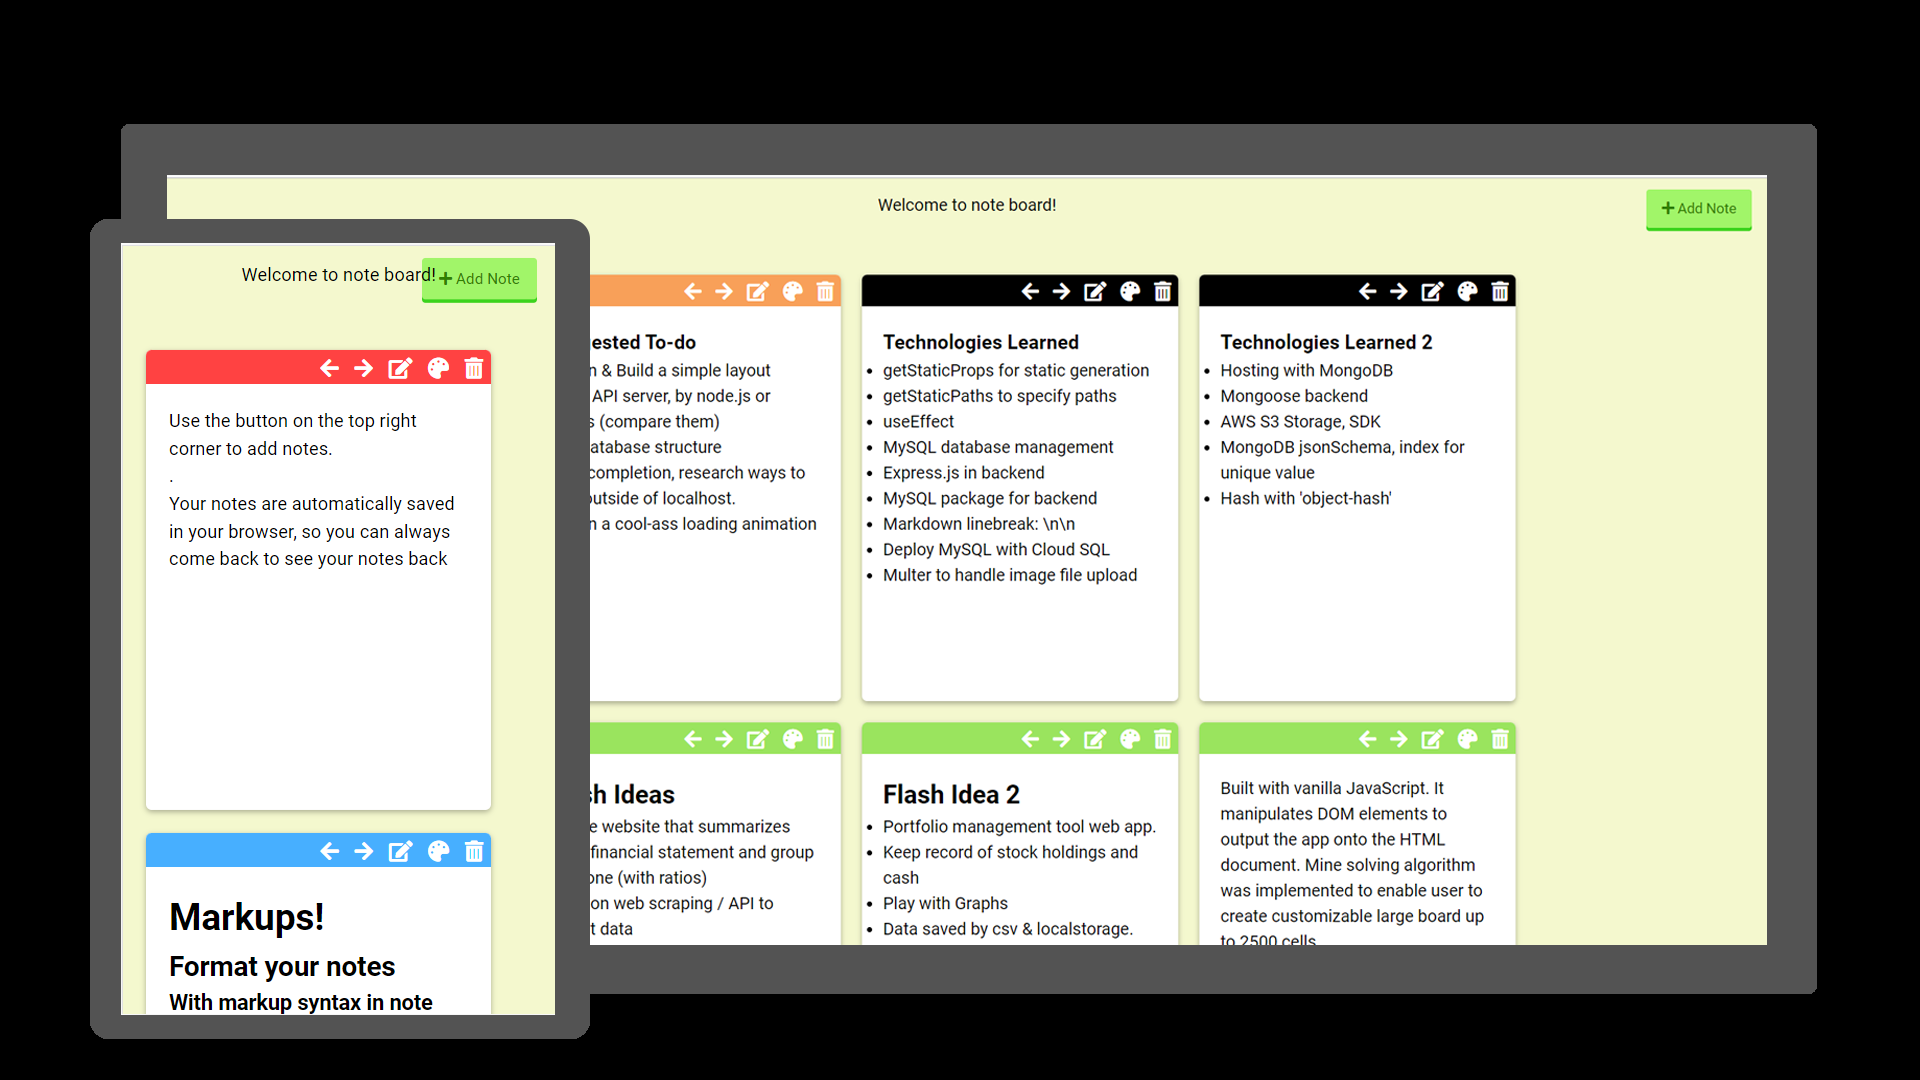 Welcome to note board!
Add Note
Welcome to note board!
Add Note
Use the button on the top right
corner to add notes.
.
Your notes are automatically saved
in your browser, so you can always
come back to see your notes back
Markups!
Format your notes
With markup syntax in note
To-do
& Build a simple layout
API server, by node.js or
(compare them)
structure
completion, research ways to
of localhost.
a cool-ass loading animation
Technologies Learned
getStaticProps for static generation
getStaticPaths to specify paths
useEffect
MySQL database management
Express.js in backend
MySQL package for backend
Markdown linebreak: \n\n
Deploy MySQL with Cloud SQL
Multer to handle image file upload
Technologies Learned 2
Hosting with MongoDB
Mongoose backend
AWS S3 Storage, SDK
MongoDB jsonSchema, index for
unique value
Hash with 'object-hash'
Ideas
website that summarizes
financial statement and group
one (with ratios)
on web scraping / API to
data
Flash Idea 2
Portfolio management tool web app.
Keep record of stock holdings and
cash
Play with Graphs
Data saved by csv & localstorage.
Built with vanilla JavaScript. It
manipulates DOM elements to
output the app onto the HTML
document. Mine solving algorithm
was implemented to enable user to
create customizable large board up
to 2500 cells